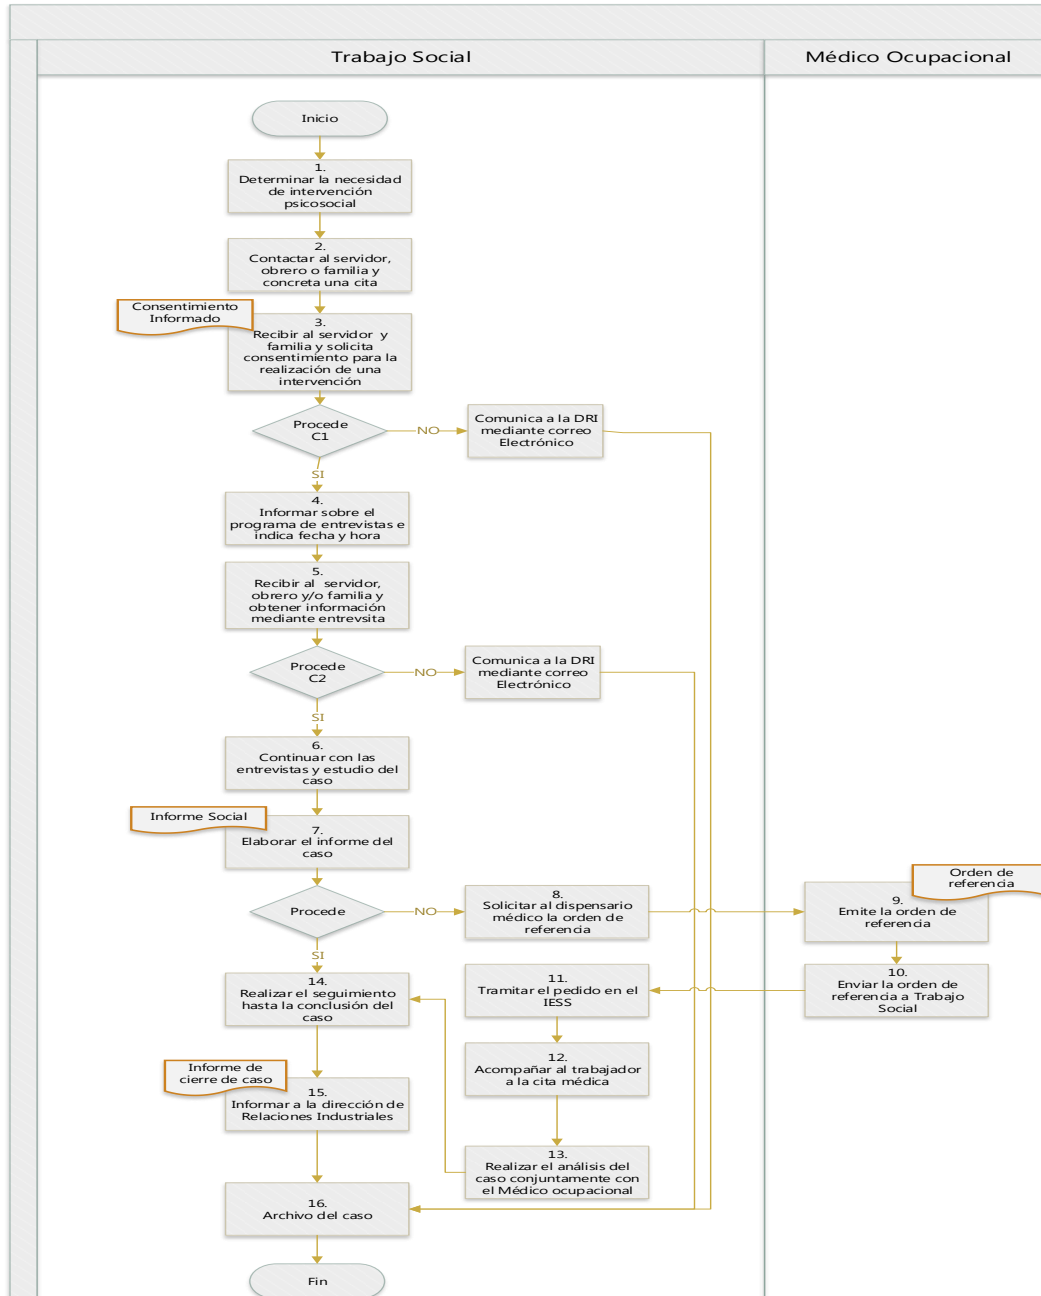 Trabajo Social
Médico Ocupacional
Inicio
1.
Determinar la necesidad
de intervención
psicosocial
2.
Contactar al servidor,
obrero o familia y
concreta una cita
Consentimiento
Informado
3.
Recibir al servidor y
familia y solicita
consentimiento para la
realización de una
intervención
Procede
C1
NO
Comunica a la DRI
mediante correo
Electrónico
SI
4.
Informar sobre el
programa de entrevistas e
indica fecha y hora
5.
Recibir al servidor,
obrero y/o familia y
obtener información
mediante entrevsita
Procede
C2
NO
Comunica a la DRI
mediante correo
Electrónico
SI
6.
Continuar con las
entrevistas y estudio del
caso
Informe Social
7.
Elaborar el informe del
caso
Procede
NO
8.
Solicitar al dispensario
médico la orden de
referencia
Orden de
referencia
9.
Emite la orden de
referencia
10.
Enviar la orden de
referencia a Trabajo
Social
11.
Tramitar el pedido en el
IESS
12.
Acompañar al trabajador
a la cita médica
13.
Realizar el análisis del
caso conjuntamente con
el Médico ocupacional
SI
14.
Realizar el seguimiento
hasta la conclusión del
caso
Informe de
cierre de caso
15.
Informar a la dirección de
Relaciones Industriales
16.
Archivo del caso
Fin